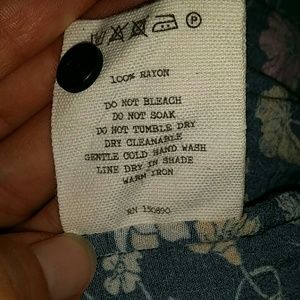 100% RAYON
DO NOT BLEACH
DO NOT SOAK
DO NOT TUMBLE DRY
DRY CLEANABLE
GENTLE COLD HAND WASH
LINE DRY IN SHADE
WARM IRON
RN 150890